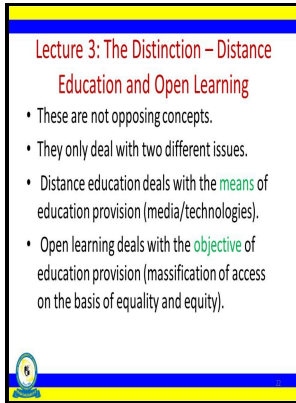 Lecture 3: The Distinction – Distance
Education and Open Learning
• These are not opposing concepts.
• They only deal with two different issues.
• Distance education deals with the means of
education provision (media/technologies).
• Open learning deals with the objective of
education provision (massification of access
on the basis of equality and equity).
22